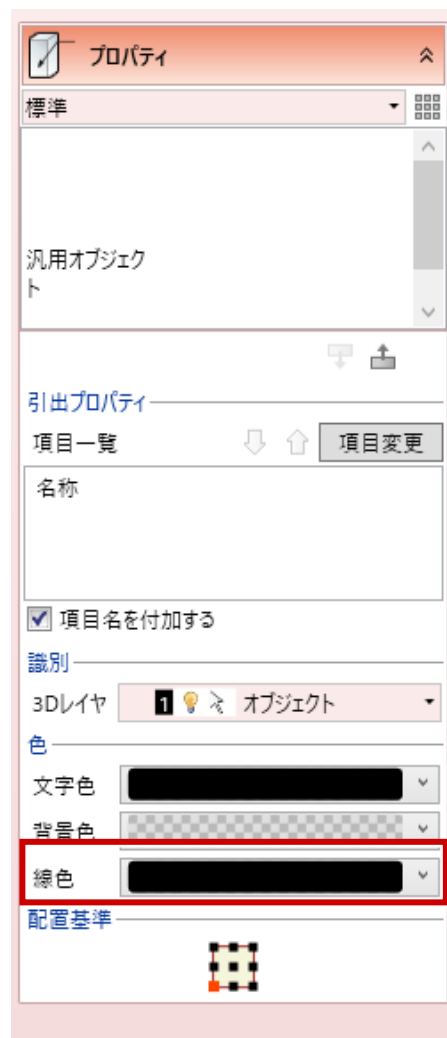 プロパティ
標準
汎用オブジェク
ト
引出プロパティ
項目一覧 項目変更
名称
項目名を付加する
識別
3Dレイヤ 1 オブジェクト
色
文字色
背景色
線色
配置基準